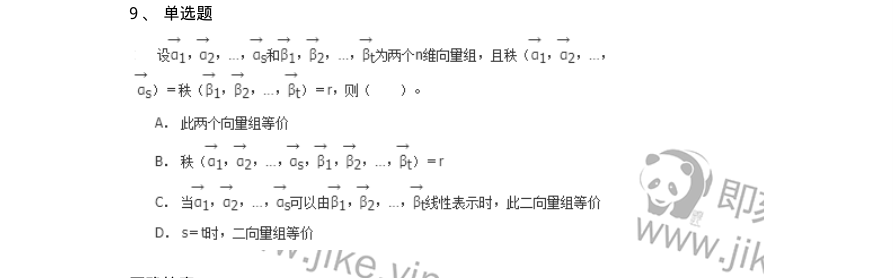 9、 单选题
设α1，α2，…，αs和β1，β2，…，βt为两个n维向量组，且秩（α1，α2，…，
αs）＝秩（β1，β2，…，βt）＝r，则（　　）。
A． 此两个向量组等价
B． 秩（α1，α2，…，αs，β1，β2，…，βt）＝r
C． 当α1，α2，…，αs可以由β1，β2，…，βt线性表示时，此二向量组等价
D． s＝t时，二向量组等价